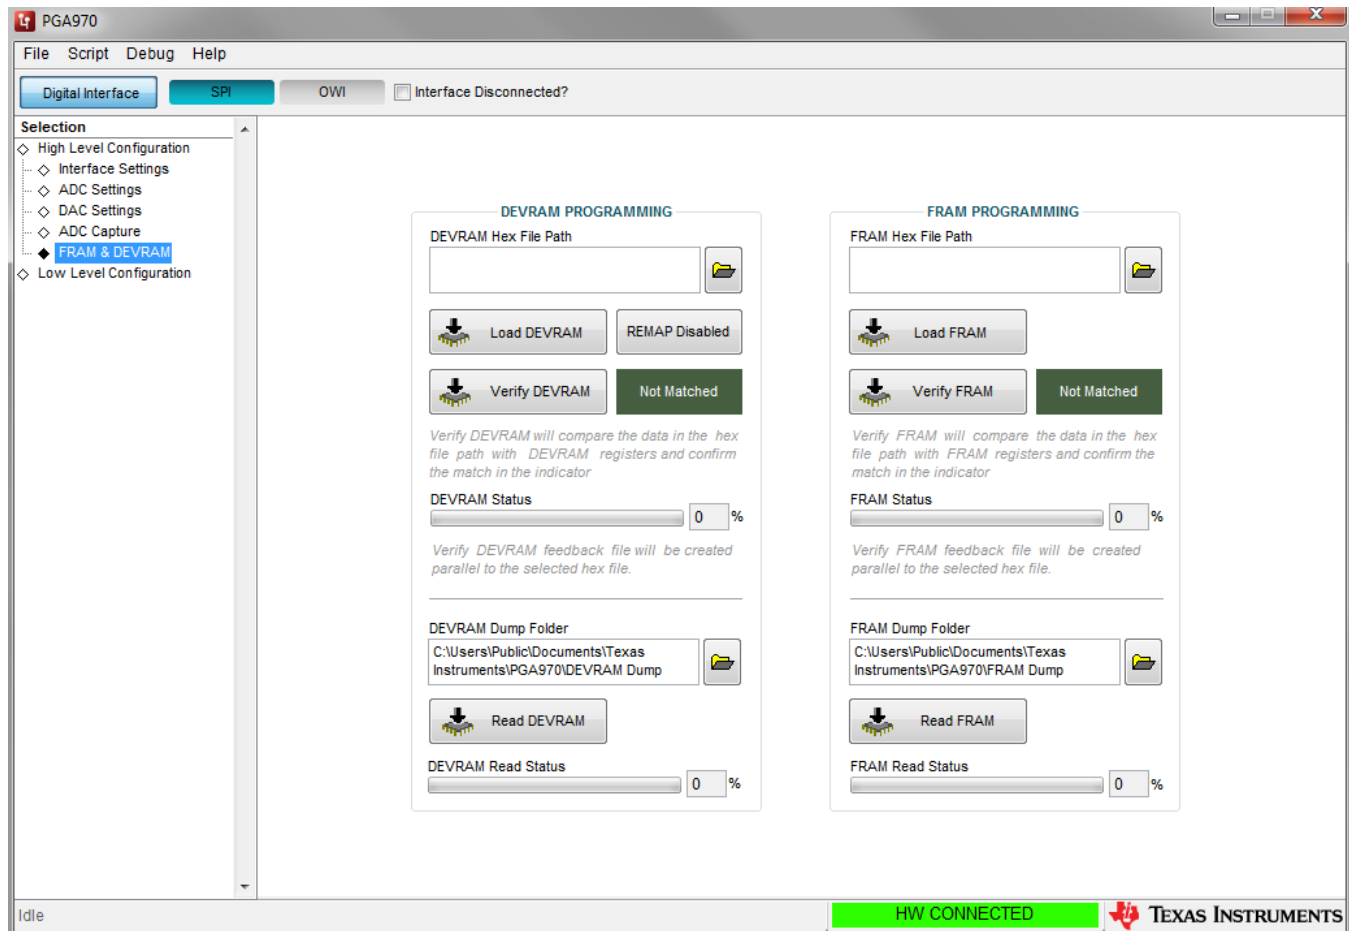 PGA970
File Script Debug Help
Digital Interface SPI OWI Interface Disconnected?
Selection
High Level Configuration
Interface Settings
ADC Settings
DAC Settings
ADC Capture
FRAM & DEVRAM
Low Level Configuration
DEVRAM PROGRAMMING
DEVRAM Hex File Path
Load DEVRAM REMAP Disabled
Verify DEVRAM Not Matched
Verify DEVRAM will compare the data in the hex
file path with DEVRAM registers and confirm
the match in the indicator
DEVRAM Status
0 %
Verify DEVRAM feedback file will be created
parallel to the selected hex file.
DEVRAM Dump Folder
C:\Users\Public\Documents\Texas
Instruments\PGA970\DEVRAM Dump
Read DEVRAM
DEVRAM Read Status
0 %
FRAM PROGRAMMING
FRAM Hex File Path
Load FRAM
Verify FRAM Not Matched
Verify FRAM will compare the data in the hex
file path with FRAM registers and confirm the
match in the indicator
FRAM Status
0 %
Verify FRAM feedback file will be created
parallel to the selected hex file.
FRAM Dump Folder
C:\Users\Public\Documents\Texas
Instruments\PGA970\FRAM Dump
Read FRAM
FRAM Read Status
0 %
Idle HW CONNECTED TEXAS INSTRUMENTS